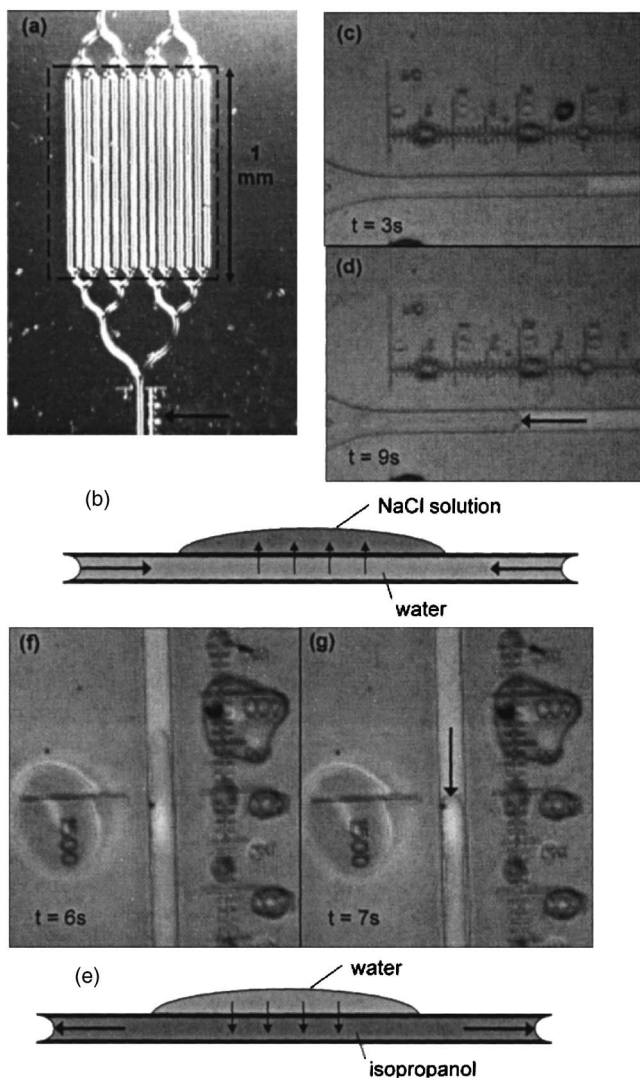 (a)
1
mm
(c)
t = 3s
(d)
t = 9s
(b)
NaCl solution
water
(f)
t = 6s
(g)
t = 7s
water
(e)
isopropanol